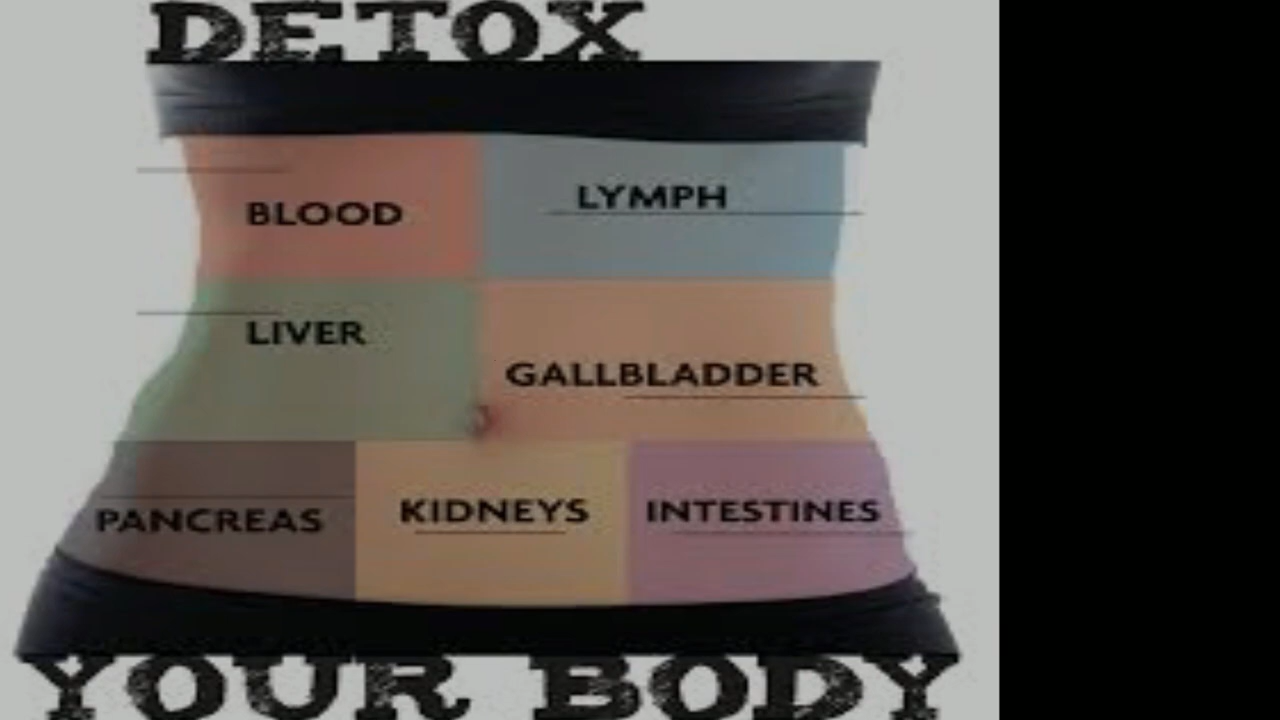 DETOX
BLOOD
LYMPH
LIVER
GALLBLADDER
PANCREAS
KIDNEYS
INTESTINES
YOUR BODY